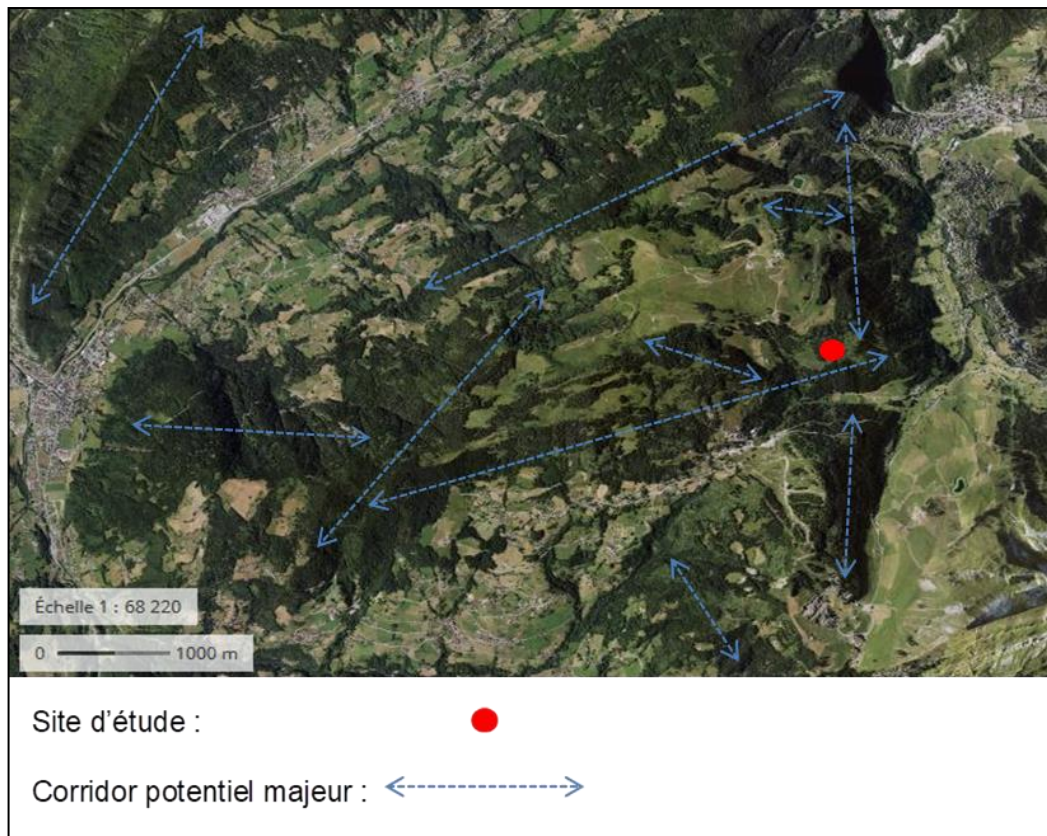 Échelle 1 : 68 220
0 1000 m
Site d'étude :
Corridor potentiel majeur :